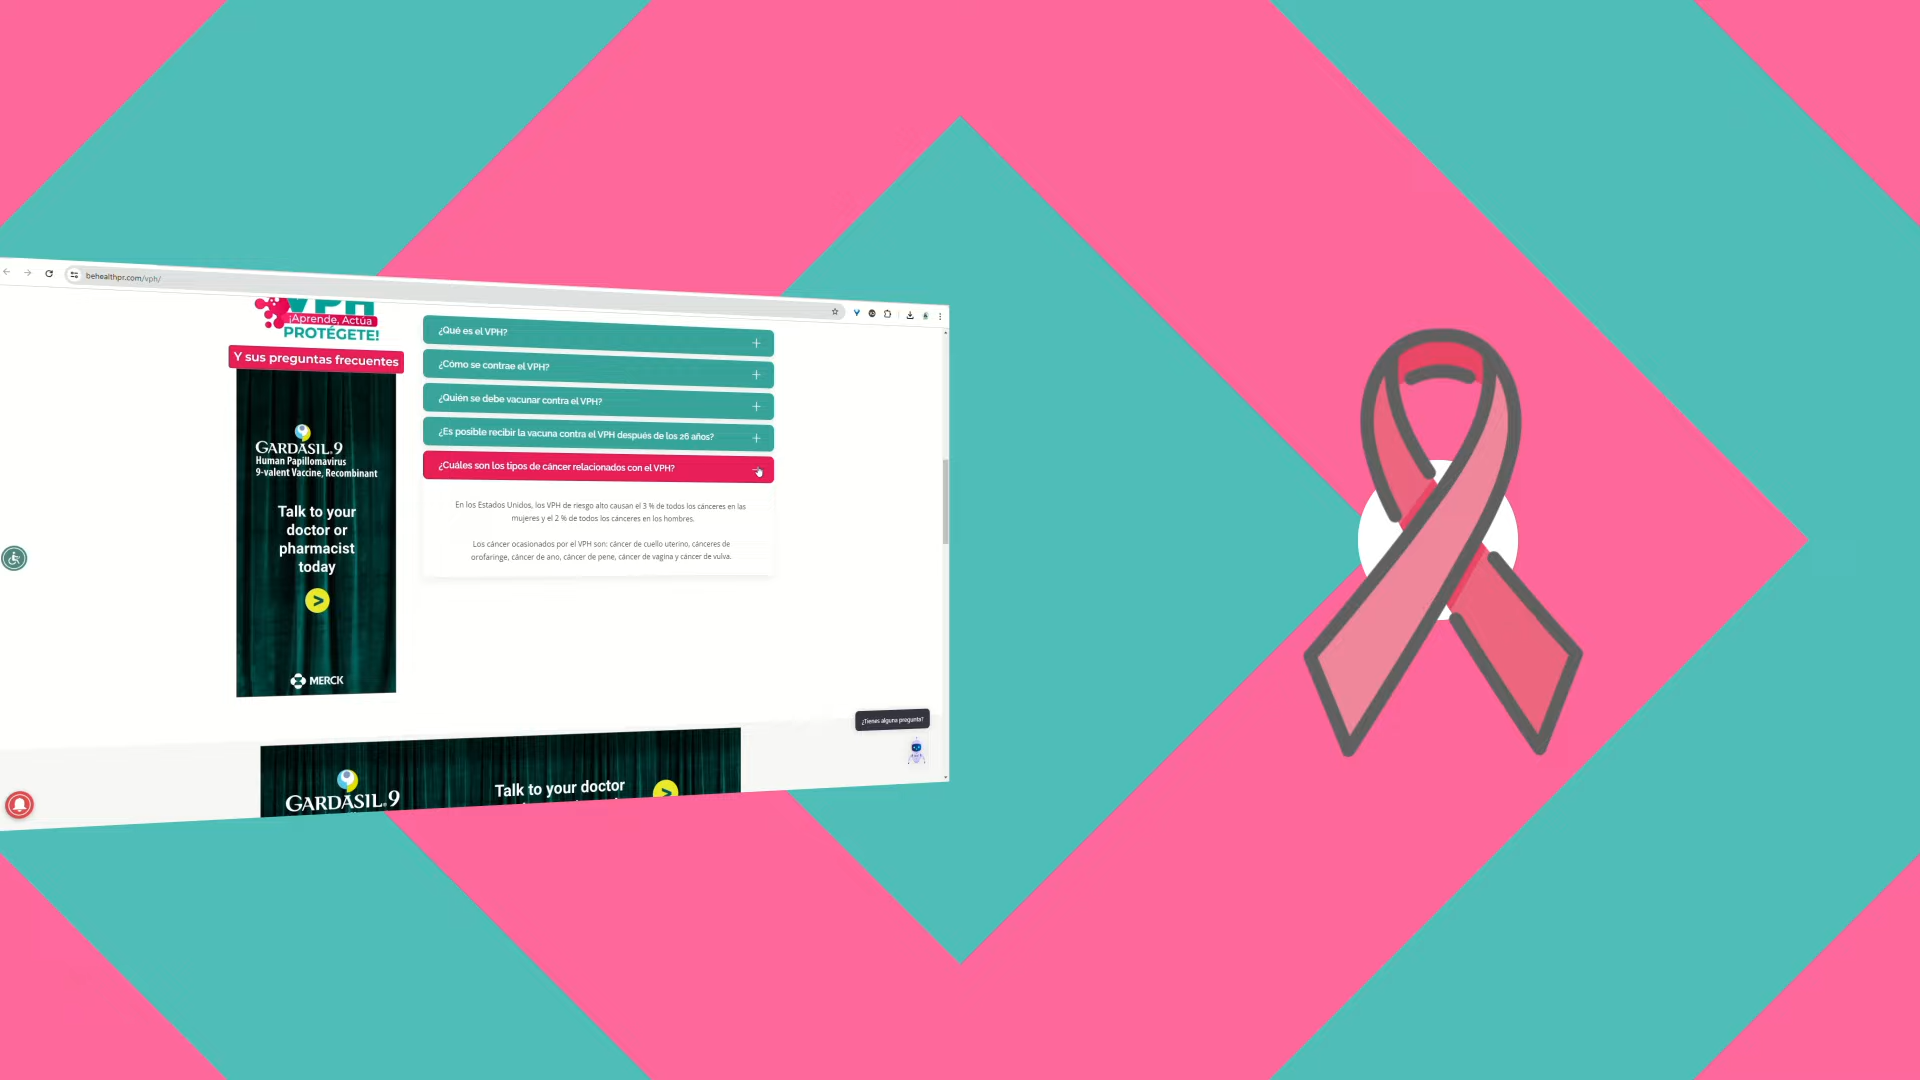 behealthpr.com/vph/
VPH
¡Aprende, Actúa
PROTÉGETE!
Y sus preguntas frecuentes
GARDASIL®9
Human Papillomavirus
9-valent Vaccine, Recombinant
Talk to your
doctor or
pharmacist
today
MERCK
¿Qué es el VPH?
¿Cómo se contrae el VPH?
¿Quién se debe vacunar contra el VPH?
¿Es posible recibir la vacuna contra el VPH después de los 26 años?
¿Cuáles son los tipos de cáncer relacionados con el VPH?
En los Estados Unidos, los VPH de riesgo alto causan el 3 % de todos los cánceres en las
mujeres y el 2 % de todos los cánceres en los hombres.
Los cáncer ocasionados por el VPH son: cáncer de cuello uterino, cánceres de
orofaringe, cáncer de ano, cáncer de pene, cáncer de vagina y cáncer de vulva.
¿Tienes alguna pregunta?
GARDASIL®9
Talk to your doctor